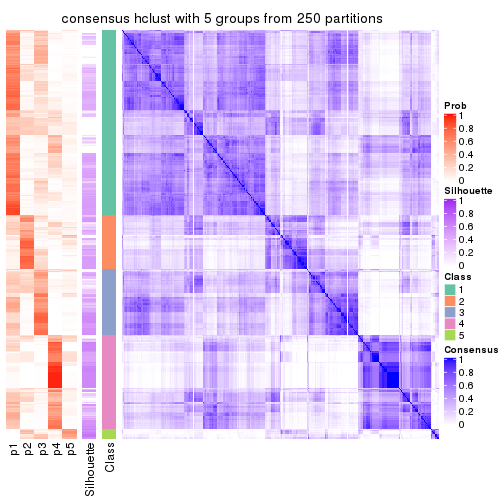 consensus hclust with 5 groups from 250 partitions
Prob
1
0.8
0.6
0.4
0.2
0
Silhouette
1
0.8
0.6
0.4
0.2
0
Class
1
2
3
4
5
Consensus
1
0.8
0.6
0.4
0.2
0
p1
p2
p3
p4
p5
Silhouette
Class